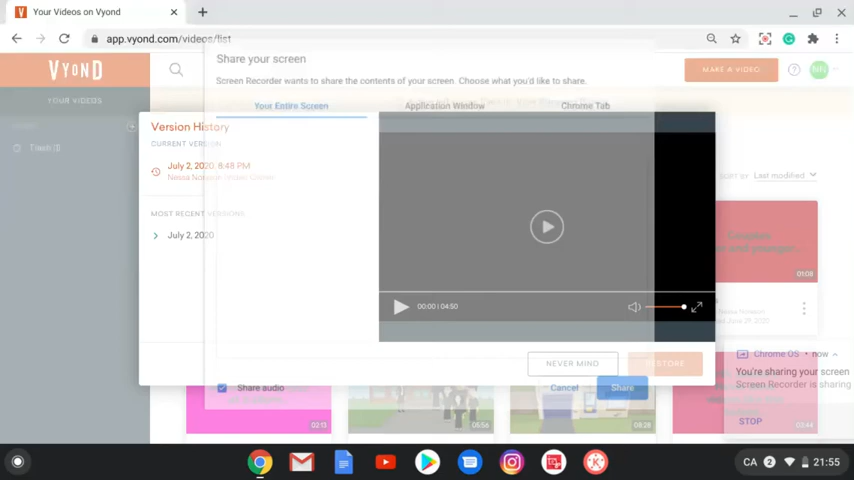 Your Videos on Vyond
app.vyond.com/videos/list
VYOND
MAKE A VIDEO
NN
YOUR VIDEOS
Trash (1)
Share your screen
Screen Recorder wants to share the contents of your screen. Choose what you'd like to share.
Your Entire Screen
Application Window
Chrome Tab
Version History
CURRENT VERSION
July 2, 2020, 8:48 PM
MOST RECENT VERSIONS
July 2, 2020
SORT BY: Last modified
01:08
00:00 | 04:50
NEVER MIND
RESTORE
Share audio
Cancel
Share
Chrome OS • now
You're sharing your screen
Screen Recorder is sharing
STOP
02:13
05:56
08:28
03:44
CA
2
21:55